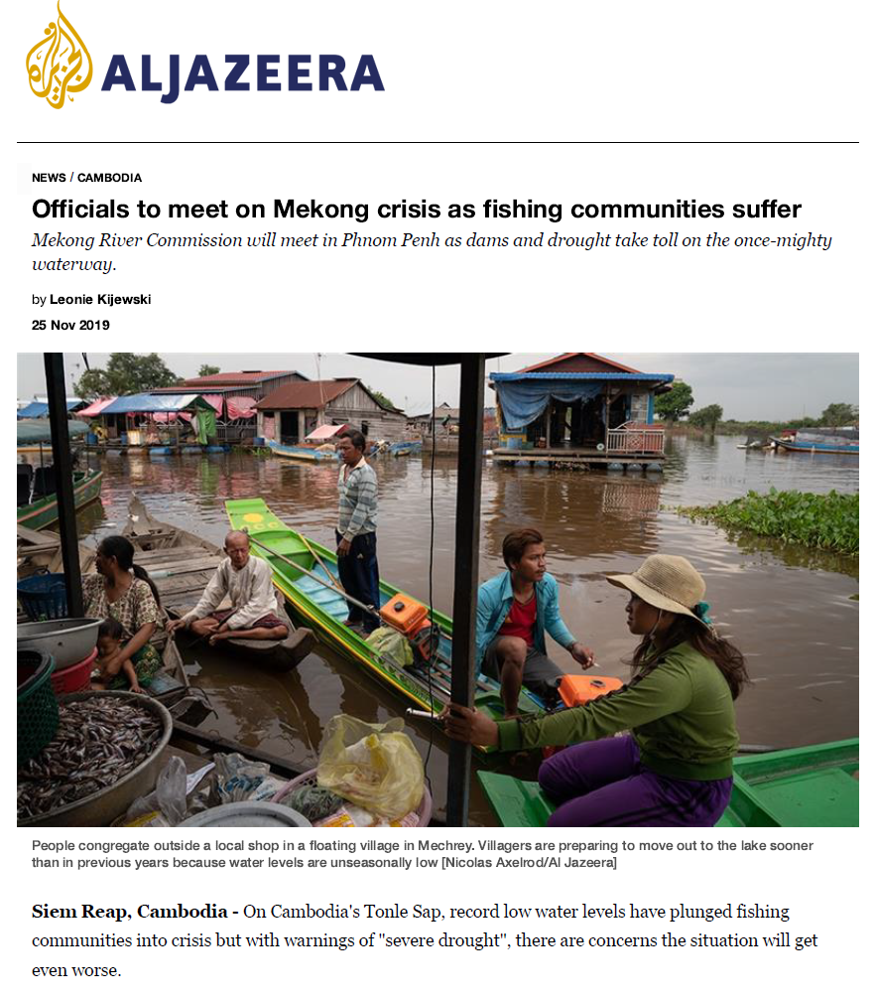 ALJAZEERA
NEWS / CAMBODIA
Officials to meet on Mekong crisis as fishing communities suffer
Mekong River Commission will meet in Phnom Penh as dams and drought take toll on the once-mighty
waterway.
by Leonie Kijewski
25 Nov 2019
People congregate outside a local shop in a floating village in Mechrey. Villagers are preparing to move out to the lake sooner
than in previous years because water levels are unseasonally low [Nicolas Axelrod/Al Jazeera]
Siem Reap, Cambodia - On Cambodia's Tonle Sap, record low water levels have plunged fishing
communities into crisis but with warnings of "severe drought", there are concerns the situation will get
even worse.